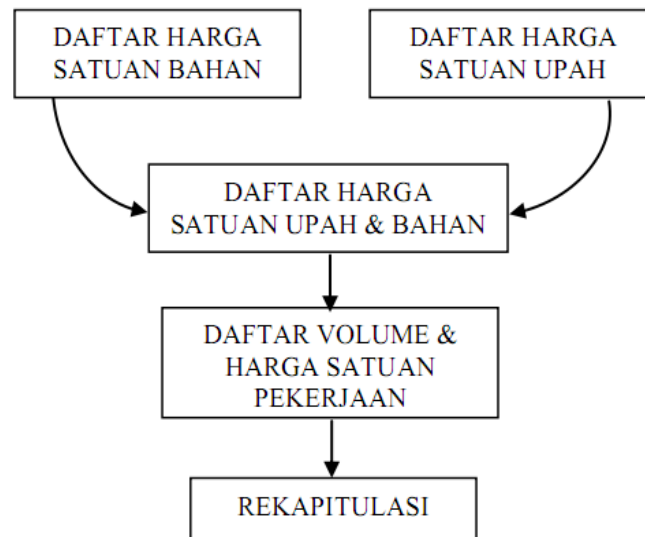 DAFTAR HARGA
SATUAN BAHAN
DAFTAR HARGA
SATUAN UPAH
DAFTAR HARGA
SATUAN UPAH & BAHAN
DAFTAR VOLUME &
HARGA SATUAN
PEKERJAAN
REKAPITULASI